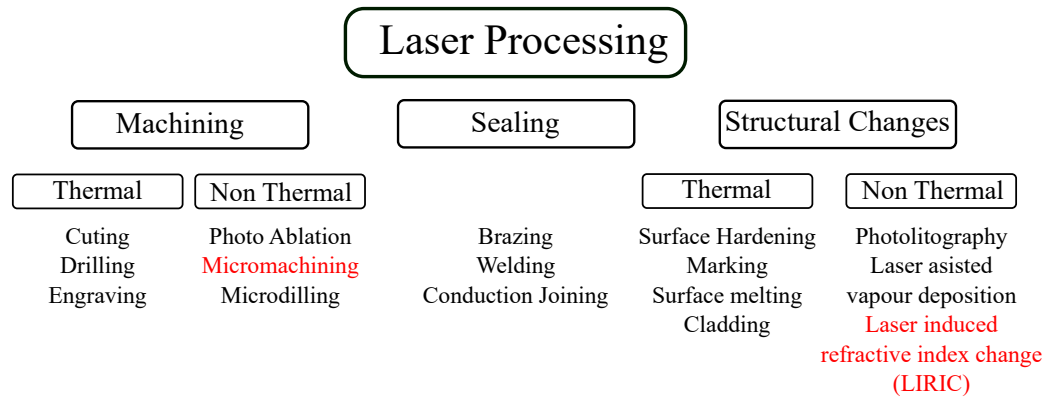 Laser Processing
Machining
Sealing
Structural Changes
Thermal
Non Thermal
Thermal
Non Thermal
Cuting
Drilling
Engraving
Photo Ablation
Micromachining
Microdilling
Brazing
Welding
Conduction Joining
Surface Hardening
Marking
Surface melting
Cladding
Photolitography
Laser asisted
vapour deposition
Laser induced
refractive index change
(LIRIC)